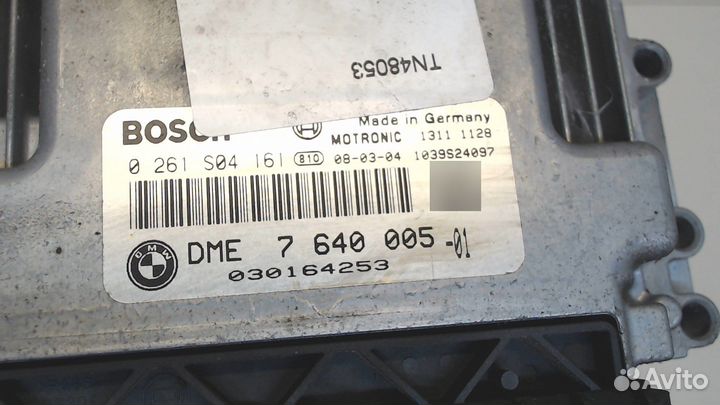 TN48053
BOSCH
Made in Germany
MOTRONIC 1311 1128
0 261 S04 161 810 08-03-04 1039S24097
BMW
DME 7 640 005 -01
030164253
Avito